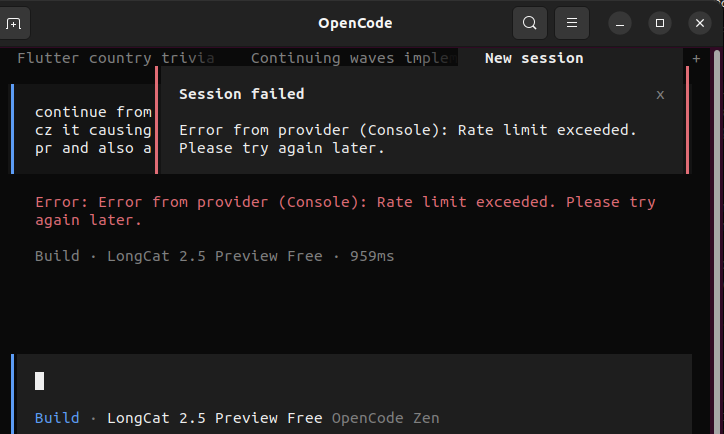 OpenCode
Flutter country trivia Continuing waves imple New session +
Session failed x
continue from
cz it causing
pr and also a
Error from provider (Console): Rate limit exceeded.
Please try again later.
Error: Error from provider (Console): Rate limit exceeded. Please try
again later.
Build · LongCat 2.5 Preview Free · 959ms
Build · LongCat 2.5 Preview Free OpenCode Zen